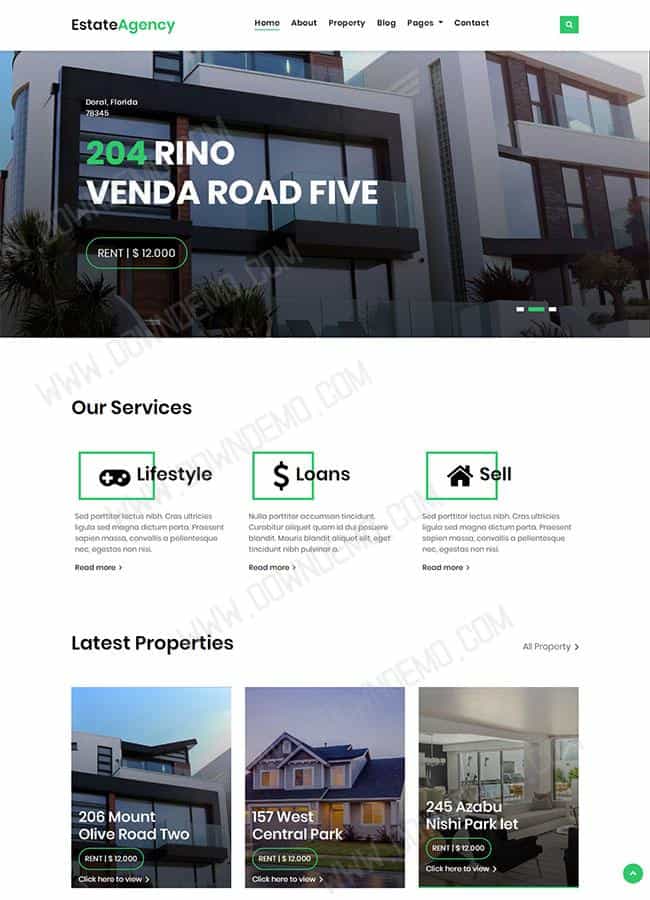 EstateAgency
Home About Property Blog Pages Contact
Doral, Florida
78345
204 RINO
VENDA ROAD FIVE
RENT | $ 12.000
WWW.DOWNDEMO.COM
Our Services
Lifestyle
Sed porttitor lectus nibh. Cras ultricies
ligula sed magna dictum porta. Praesent
sapien massa, convallis a pellentesque
nec, egestas non nisi.
Read more
Loans
Nulla porttitor accumsan tincidunt.
Curabitur aliquet quam id dui posuere
blandit. Mauris blandit aliquet elit, eget
tincidunt nibh pulvinar a.
Read more
Sell
Sed porttitor lectus nibh. Cras ultricies
ligula sed magna dictum porta. Praesent
sapien massa, convallis a pellentesque
nec, egestas non nisi.
Read more
WWW.DOWNDEMO.COM
Latest Properties
All Property
206 Mount
Olive Road Two
RENT | $ 12.000
Click here to view
157 West
Central Park
RENT | $ 12.000
Click here to view
245 Azabu
Nishi Park let
RENT | $ 12.000
Click here to view